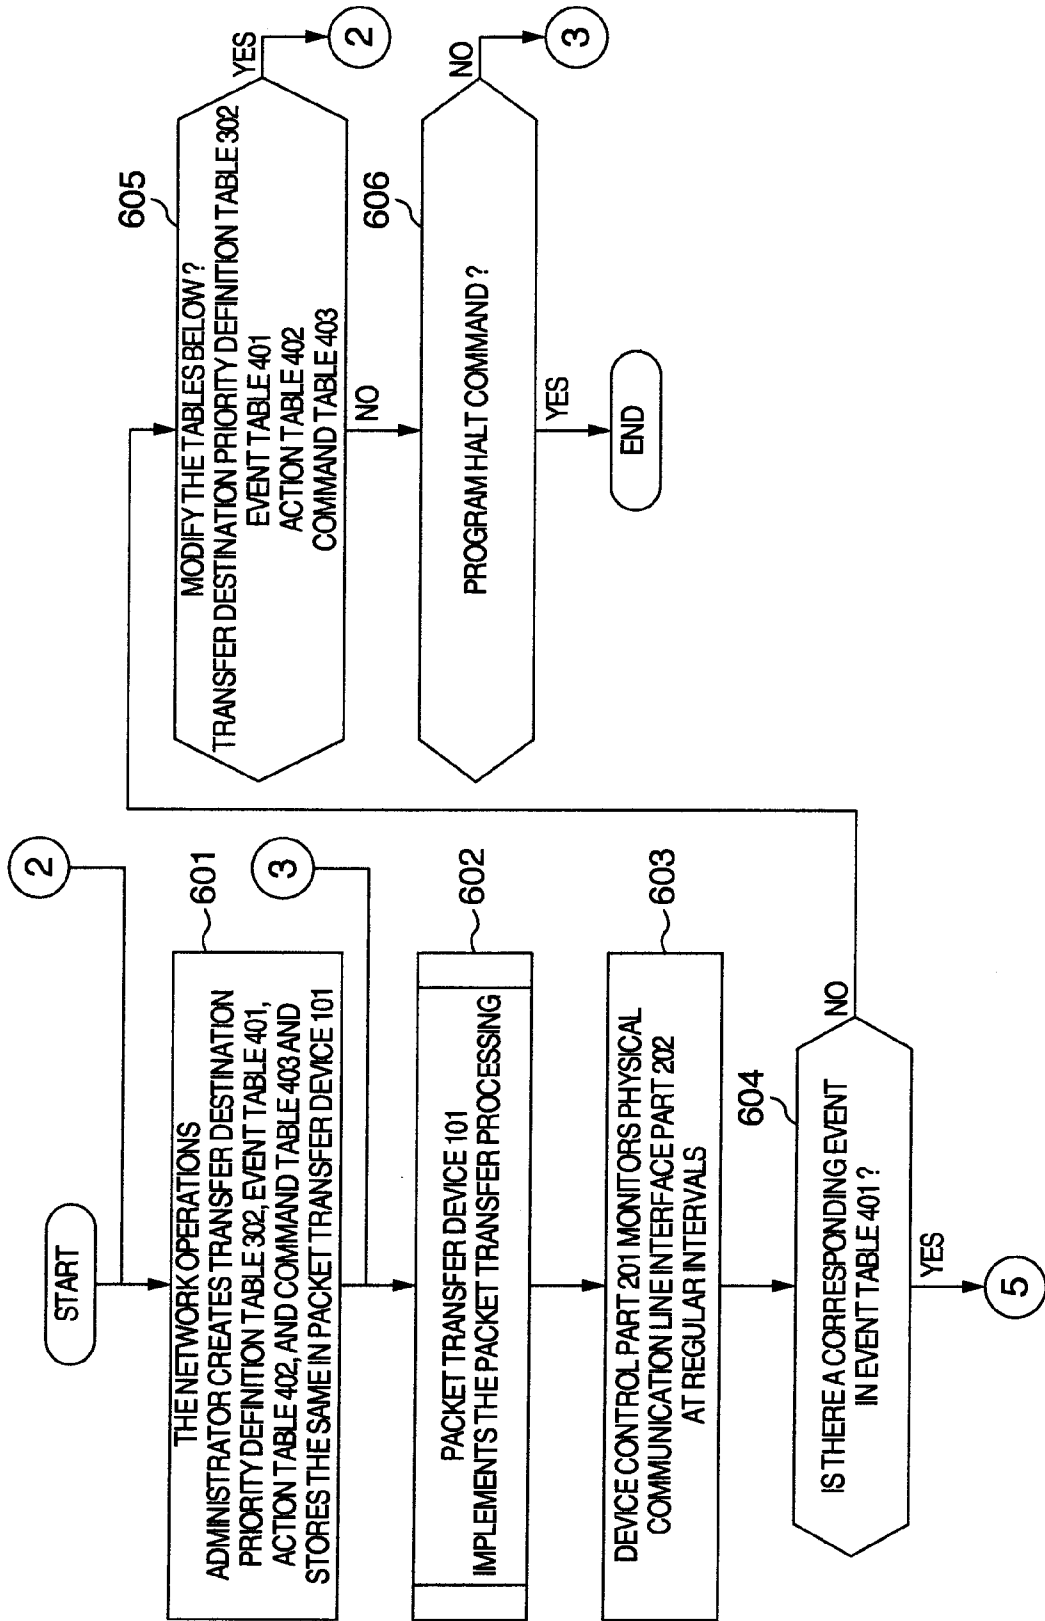 START
2
601
THE NETWORK OPERATIONS
ADMINISTRATOR CREATES TRANSFER DESTINATION
PRIORITY DEFINITION TABLE 302, EVENT TABLE 401,
ACTION TABLE 402, AND COMMAND TABLE 403 AND
STORES THE SAME IN PACKET TRANSFER DEVICE 101
3
602
PACKET TRANSFER DEVICE 101
IMPLEMENTS THE PACKET TRANSFER PROCESSING
603
DEVICE CONTROL PART 201 MONITORS PHYSICAL
COMMUNICATION LINE INTERFACE PART 202
AT REGULAR INTERVALS
604
IS THERE A CORRESPONDING EVENT
IN EVENT TABLE 401 ?
NO
YES
5
605
MODIFY THE TABLES BELOW ?
TRANSFER DESTINATION PRIORITY DEFINITION TABLE 302
EVENT TABLE 401
ACTION TABLE 402
COMMAND TABLE 403
YES
2
NO
606
PROGRAM HALT COMMAND ?
NO
3
YES
END